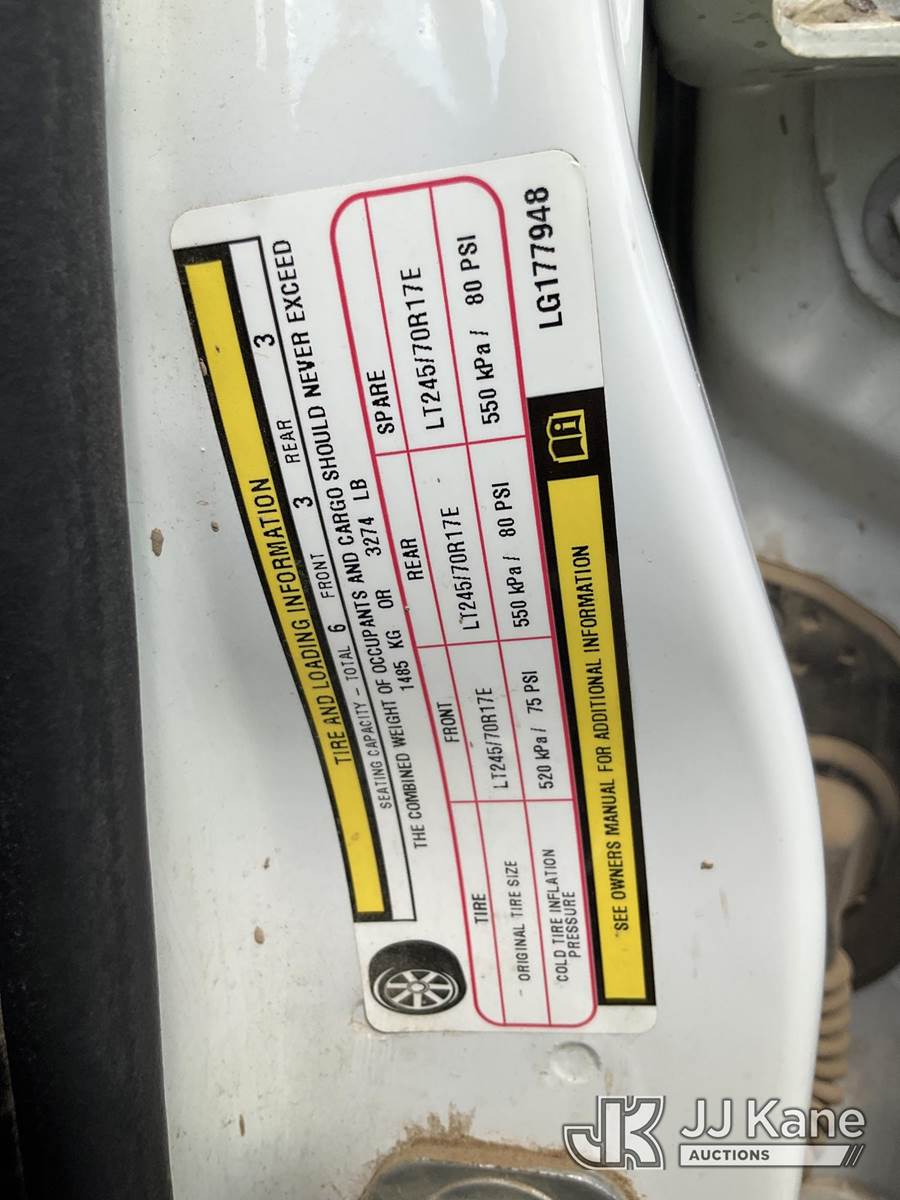 TIRE AND LOADING INFORMATION
SEATING CAPACITY - TOTAL 6 FRONT 3 REAR 3
THE COMBINED WEIGHT OF OCCUPANTS AND CARGO SHOULD NEVER EXCEED
1485 KG OR 3274 LB
TIRE FRONT REAR SPARE
ORIGINAL TIRE SIZE LT245/70R17E LT245/70R17E LT245/70R17E
COLD TIRE INFLATION
PRESSURE 520 kPa / 75 PSI 550 kPa / 80 PSI 550 kPa / 80 PSI
SEE OWNERS MANUAL FOR ADDITIONAL INFORMATION
LG177948
JK JJ Kane
AUCTIONS